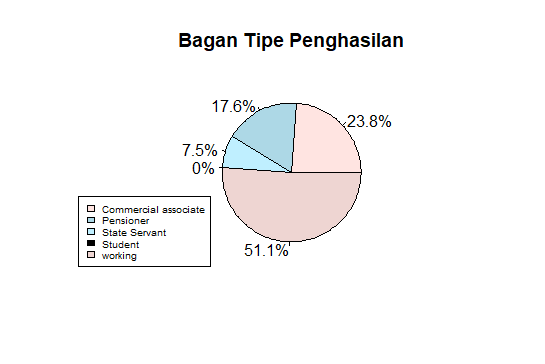 Bagan Tipe Penghasilan
17.6%
23.8%
7.5%
0%
51.1%
Commercial associate
Pensioner
State Servant
Student
working